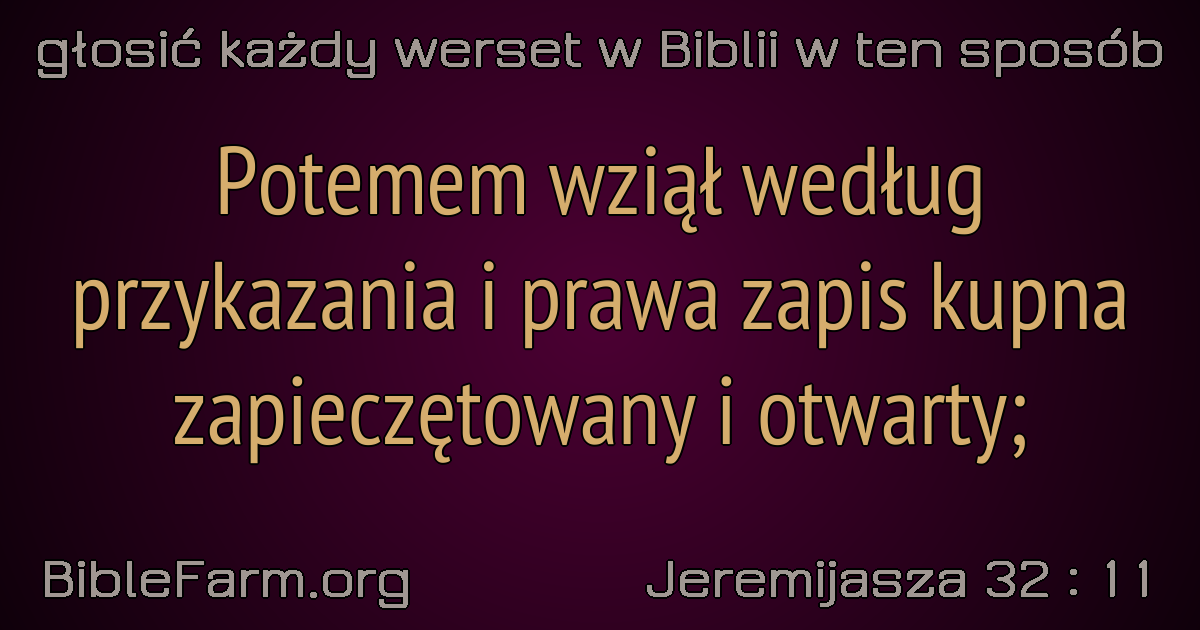 głosić każdy werset w Biblii w ten sposób
Potemem wziął według
przykazania i prawa zapis kupna
zapieczętowany i otwarty;
BibleFarm.org
Jeremijasza 32 : 11